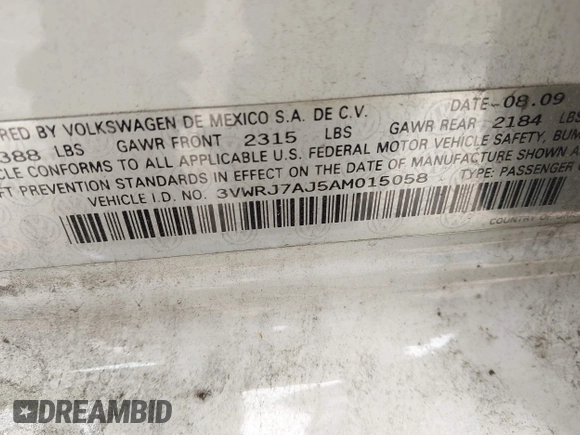 RED BY VOLKSWAGEN DE MEXICO S.A. DE C.V. DATE-08.09
388 LBS GAWR FRONT 2315 LBS GAWR REAR 2184 LBS
CLE CONFORMS TO ALL APPLICABLE U.S. FEDERAL MOTOR VEHICLE SAFETY, BUM
FT PREVENTION STANDARDS IN EFFECT ON THE DATE OF MANUFACTURE SHOWN A
VEHICLE I.D. NO. 3VWRJ7AJ5AM015058 TYPE: PASSENGER
COUNTRY OF
DREAMBID